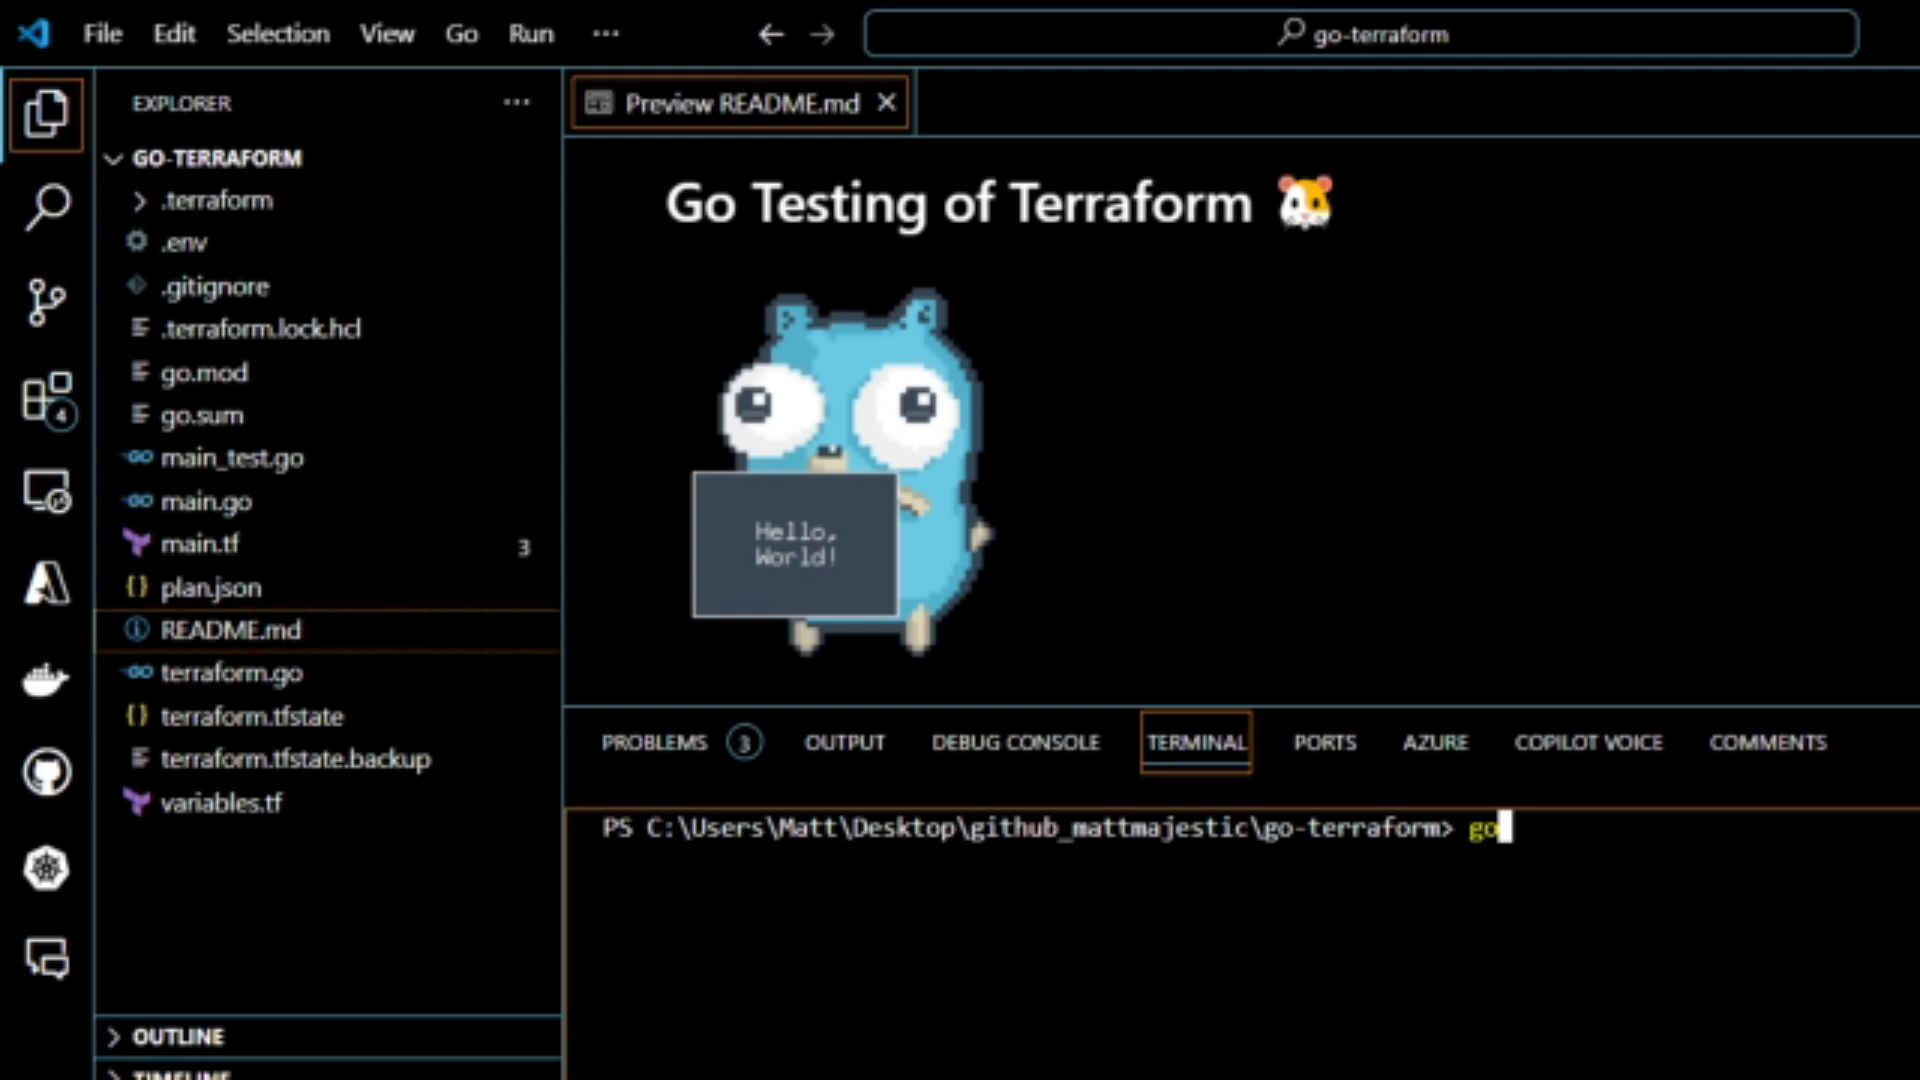 File Edit Selection View Go Run ···
go-terraform
EXPLORER ···
GO-TERRAFORM
.terraform
.env
.gitignore
.terraform.lock.hcl
go.mod
go.sum
main_test.go
main.go
main.tf 3
plan.json
README.md
terraform.go
terraform.tfstate
terraform.tfstate.backup
variables.tf
OUTLINE
TIMELINE
4
Preview README.md
Go Testing of Terraform
Hello,
World!
PROBLEMS 3 OUTPUT DEBUG CONSOLE TERMINAL PORTS AZURE COPILOT VOICE COMMENTS
PS C:\Users\Matt\Desktop\github_mattmajestic\go-terraform> go